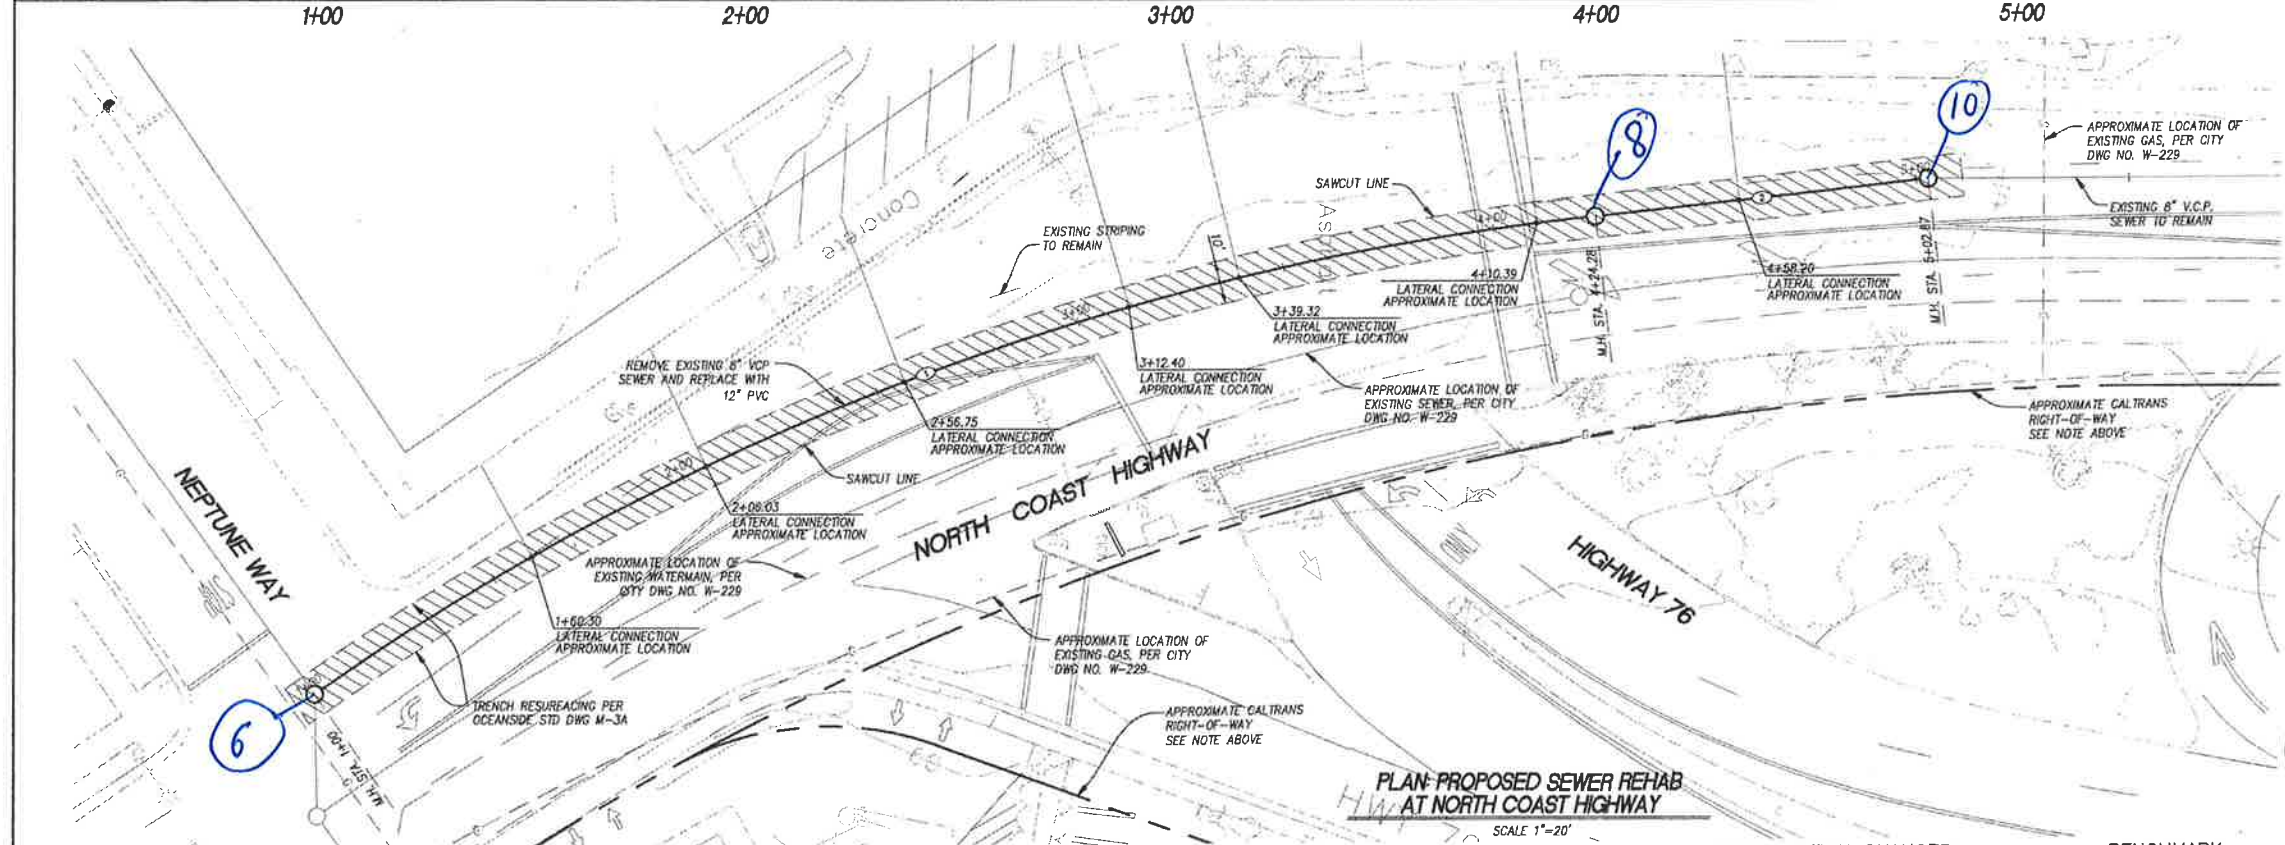 1+00
2+00
3+00
4+00
5+00
10
8
APPROXIMATE LOCATION OF
EXISTING GAS, PER CITY
DWG NO. W-229
SAWCUT LINE
EXISTING 8" V.C.P.
SEWER TO REMAIN
EXISTING STRIPING
TO REMAIN
Concrete
4+00
10'
3+00
4+10.39
LATERAL CONNECTION
APPROXIMATE LOCATION
4+58.20
LATERAL CONNECTION
APPROXIMATE LOCATION
M.H. STA. 4+24.28
M.H. STA. 5+02.87
3+39.32
LATERAL CONNECTION
APPROXIMATE LOCATION
3+12.40
LATERAL CONNECTION
APPROXIMATE LOCATION
REMOVE EXISTING 8" VCP
SEWER AND REPLACE WITH
12" PVC
1
2
APPROXIMATE LOCATION OF
EXISTING SEWER, PER CITY
DWG NO. W-229
APPROXIMATE CALTRANS
RIGHT-OF-WAY
SEE NOTE ABOVE
2+56.75
LATERAL CONNECTION
APPROXIMATE LOCATION
SAWCUT LINE
NEPTUNE WAY
NORTH COAST HIGHWAY
HIGHWAY 76
LATERAL CONNECTION
APPROXIMATE LOCATION
APPROXIMATE LOCATION OF
EXISTING WATERMAIN, PER
CITY DWG NO. W-229
1+60.30
LATERAL CONNECTION
APPROXIMATE LOCATION
APPROXIMATE LOCATION OF
EXISTING GAS, PER CITY
DWG NO. W-229
TRENCH RESURFACING PER
OCEANSIDE STD DWG M-3A
6
M.H. STA. 1+00
APPROXIMATE CALTRANS
RIGHT-OF-WAY
SEE NOTE ABOVE
PLAN: PROPOSED SEWER REHAB
AT NORTH COAST HIGHWAY
SCALE 1"=20'